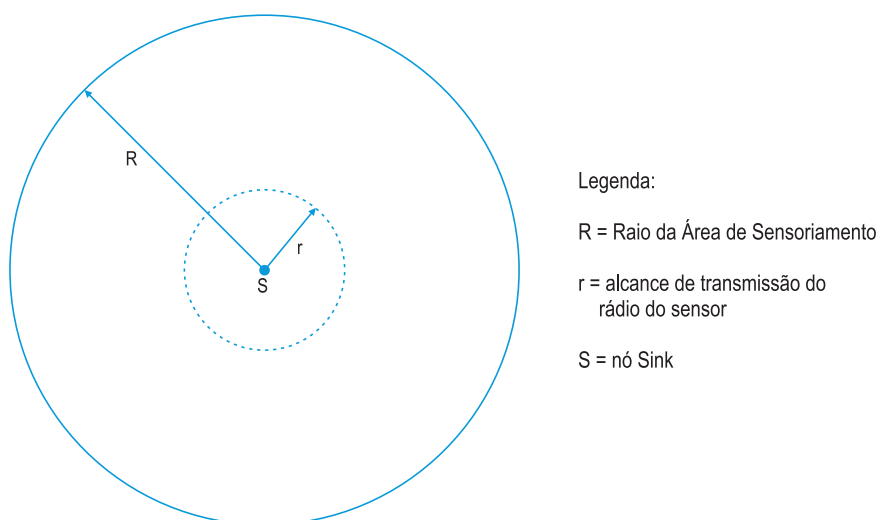 R
r
S
Legenda:
R = Raio da Área de Sensoriamento
r = alcance de transmissão do
rádio do sensor
S = nó Sink